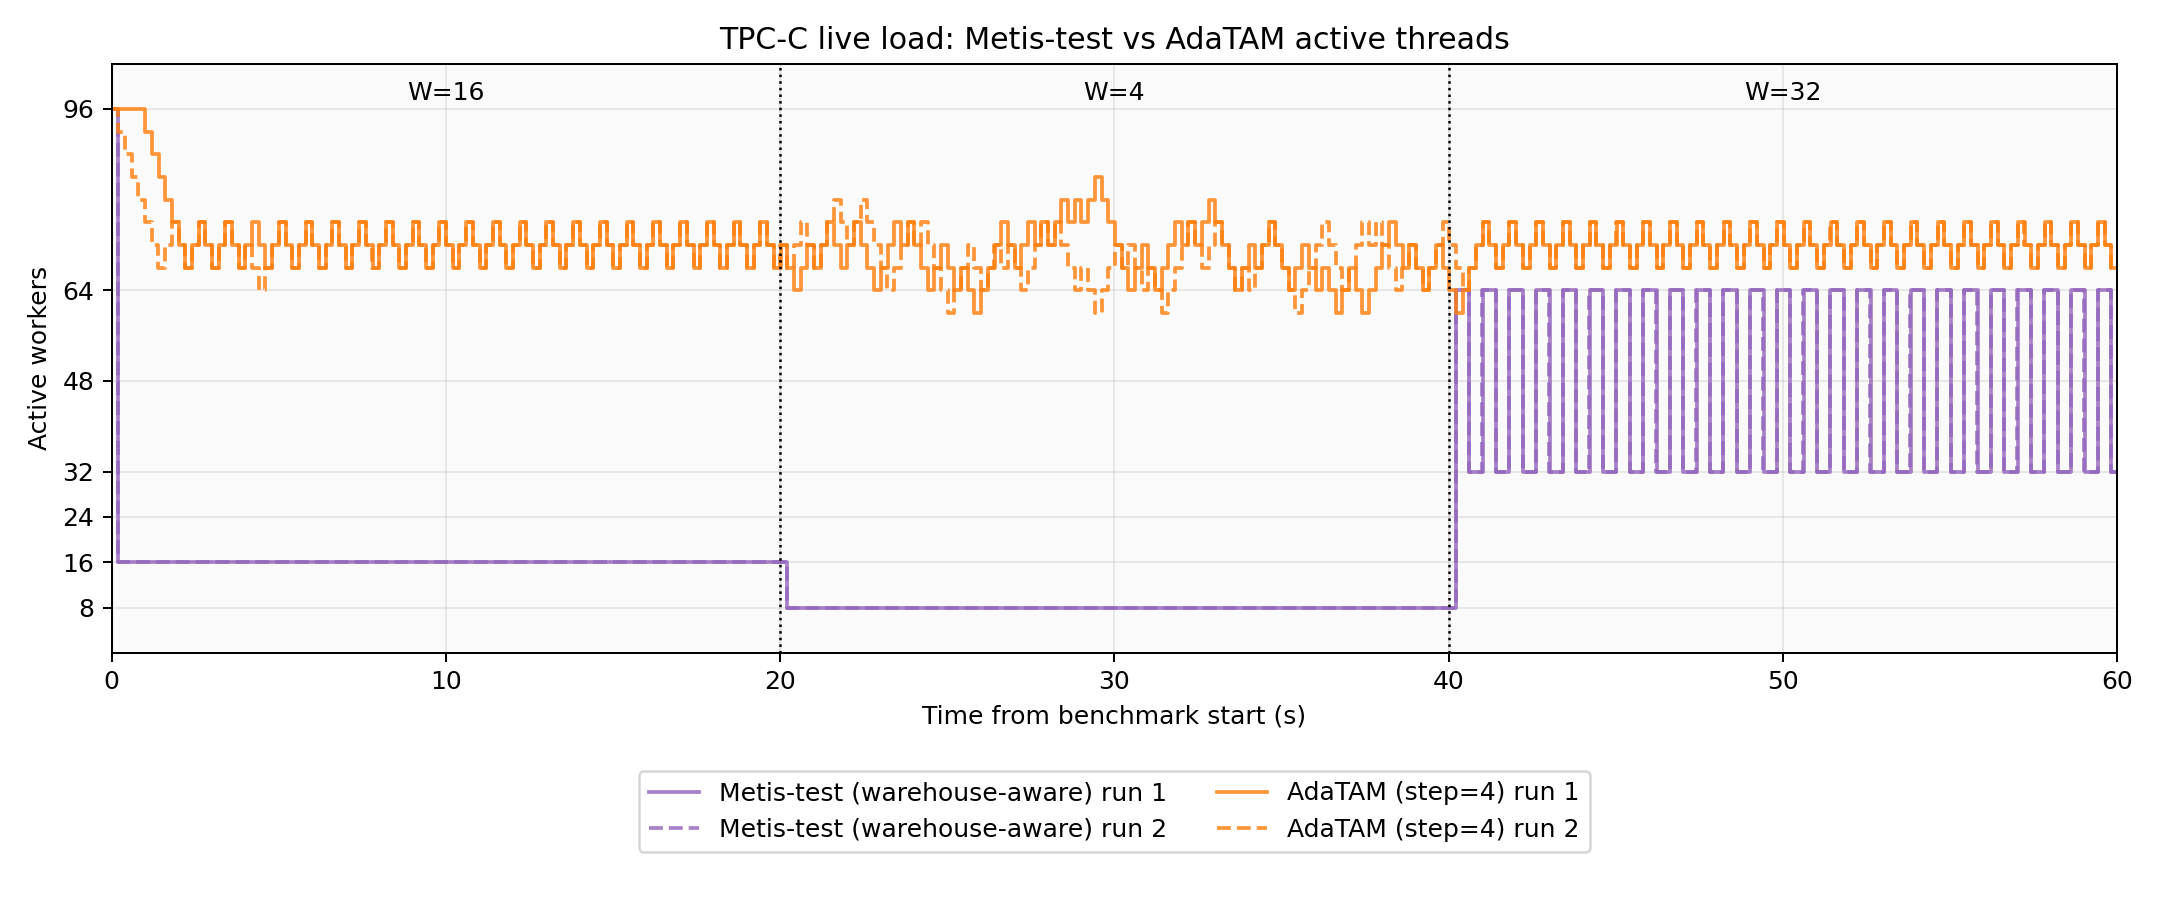 TPC-C live load: Metis-test vs AdaTAM active threads
W=16
W=4
W=32
Active workers
96
64
48
32
24
16
8
0
10
20
30
40
50
60
Time from benchmark start (s)
Metis-test (warehouse-aware) run 1
Metis-test (warehouse-aware) run 2
AdaTAM (step=4) run 1
AdaTAM (step=4) run 2